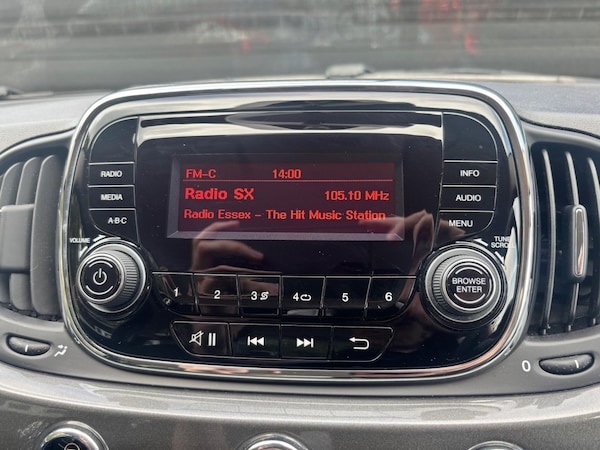 FM-C 14:00
Radio SX 105.10 MHz
Radio Essex - The Hit Music Station
RADIO
MEDIA
A-B-C
INFO
AUDIO
MENU
VOLUME
TUNE
SCROLL
BROWSE
ENTER
1 2 3 4 5 6
0